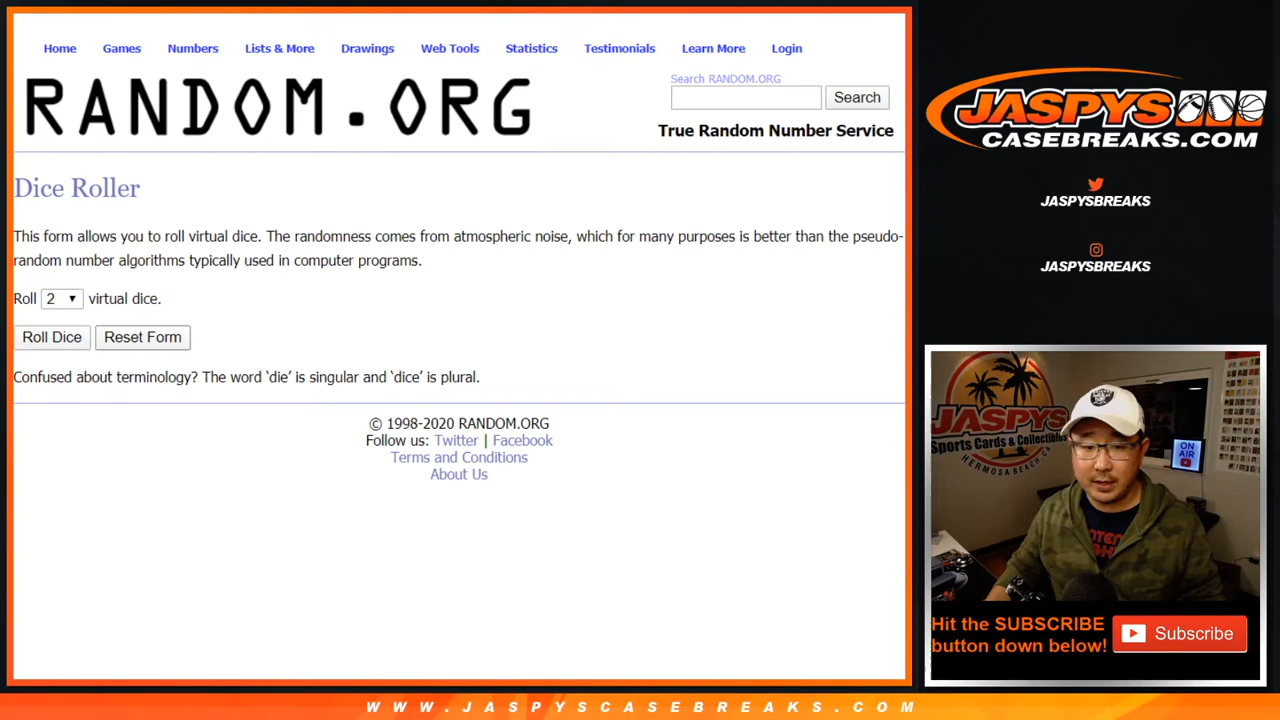 Home Games Numbers Lists & More Drawings Web Tools Statistics Testimonials Learn More Login
RANDOM.ORG
Search RANDOM.ORG
Search
True Random Number Service
Dice Roller
This form allows you to roll virtual dice. The randomness comes from atmospheric noise, which for many purposes is better than the pseudo-
random number algorithms typically used in computer programs.
Roll 2 ▼ virtual dice.
Roll Dice Reset Form
Confused about terminology? The word ‘die’ is singular and ‘dice’ is plural.
© 1998-2020 RANDOM.ORG
Follow us: Twitter | Facebook
Terms and Conditions
About Us
JASPYS
CASEBREAKS.COM
JASPYSBREAKS
JASPYSBREAKS
JASPYS
Sports Cards & Collectibles
HERMOSA BEACH, CA
ON
AIR
Hit the SUBSCRIBE
button down below!
Subscribe
WWW.JASPYSCASEBREAKS.COM